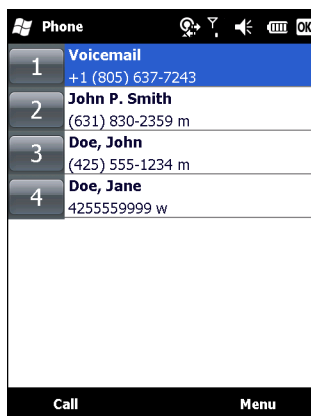 Phone
OK
1
Voicemail
+1 (805) 637-7243
2
John P. Smith
(631) 830-2359 m
3
Doe, John
(425) 555-1234 m
4
Doe, Jane
4255559999 w
Call
Menu